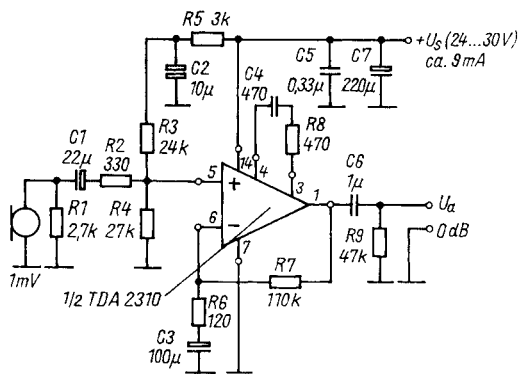 R5 3k
+Us (24...30V)
ca. 9mA
C2
10µ
C4
470
C5
0,33µ
C7
220µ
R3
24k
R8
470
C1
22µ
R2
330
14
4
3
5
+
1
C6
1µ
Ua
R1
2,7k
R4
27k
6
−
7
R9
47k
0dB
1mV
R7
110k
1/2 TDA 2310
R6
120
C3
100µ